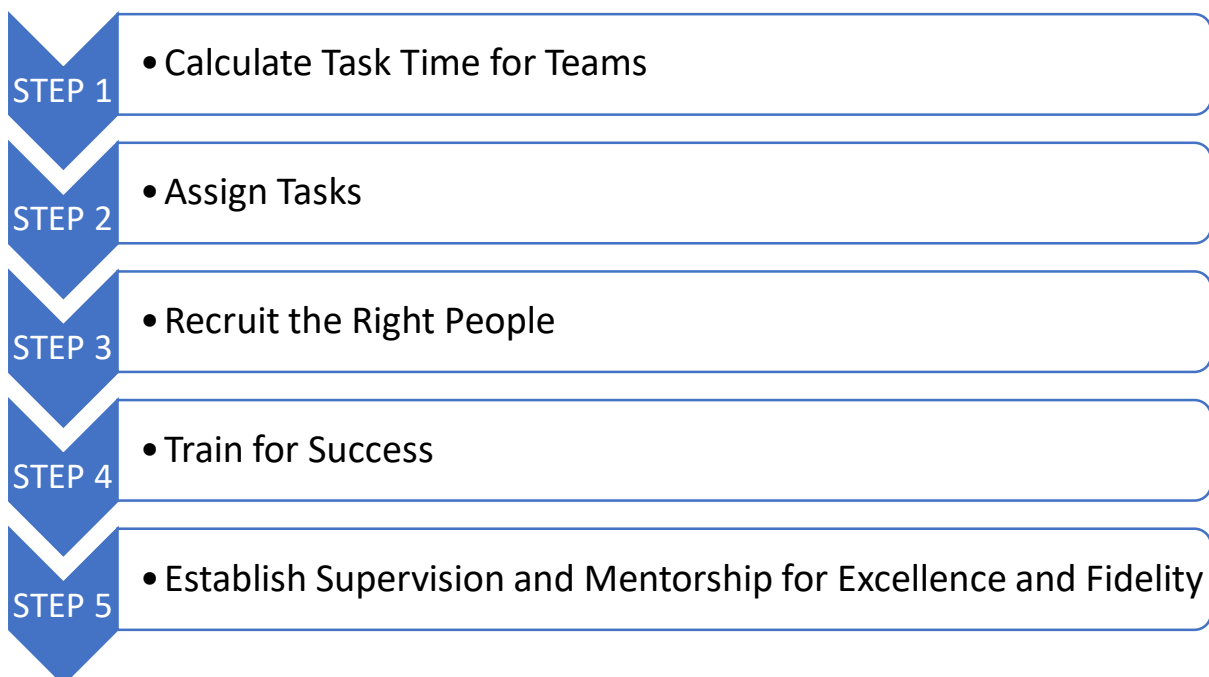 STEP 1
• Calculate Task Time for Teams
STEP 2
• Assign Tasks
STEP 3
• Recruit the Right People
STEP 4
• Train for Success
STEP 5
• Establish Supervision and Mentorship for Excellence and Fidelity